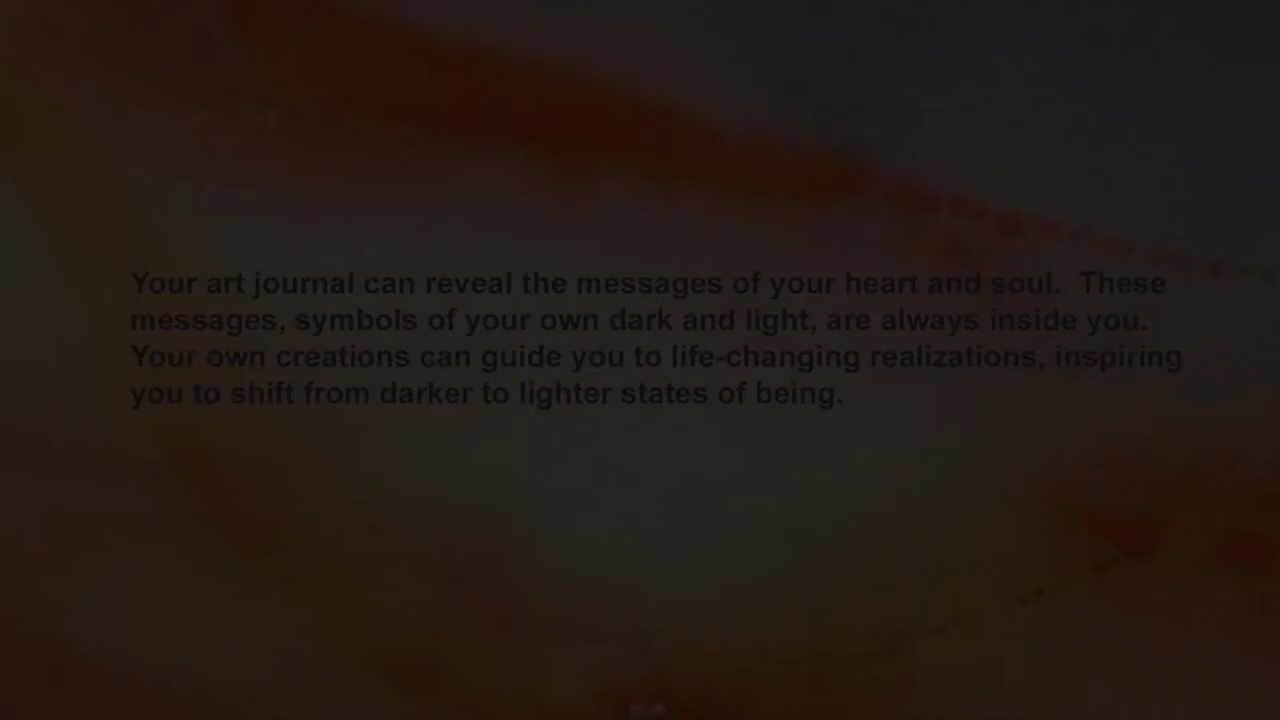 Your art journal can reveal the messages of your heart and soul.  These
messages, symbols of your own dark and light, are always inside you.
Your own creations can guide you to life-changing realizations, inspiring
you to shift from darker to lighter states of being.